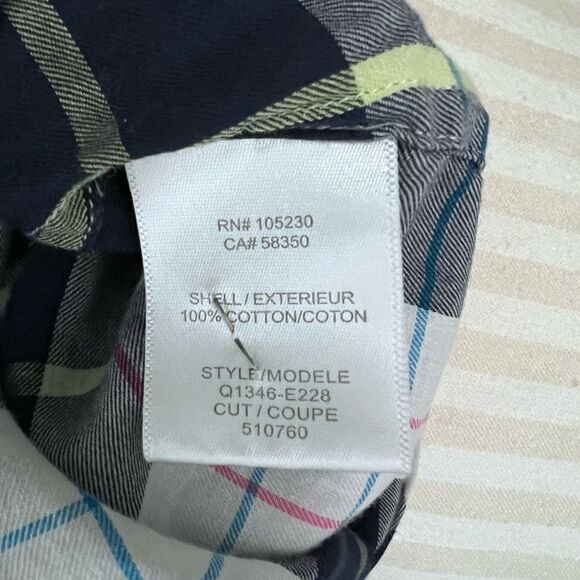 RN# 105230
CA# 58350
SHELL/EXTERIEUR
100% COTTON/COTON
STYLE/MODELE
Q1346-E228
CUT / COUPE
510760